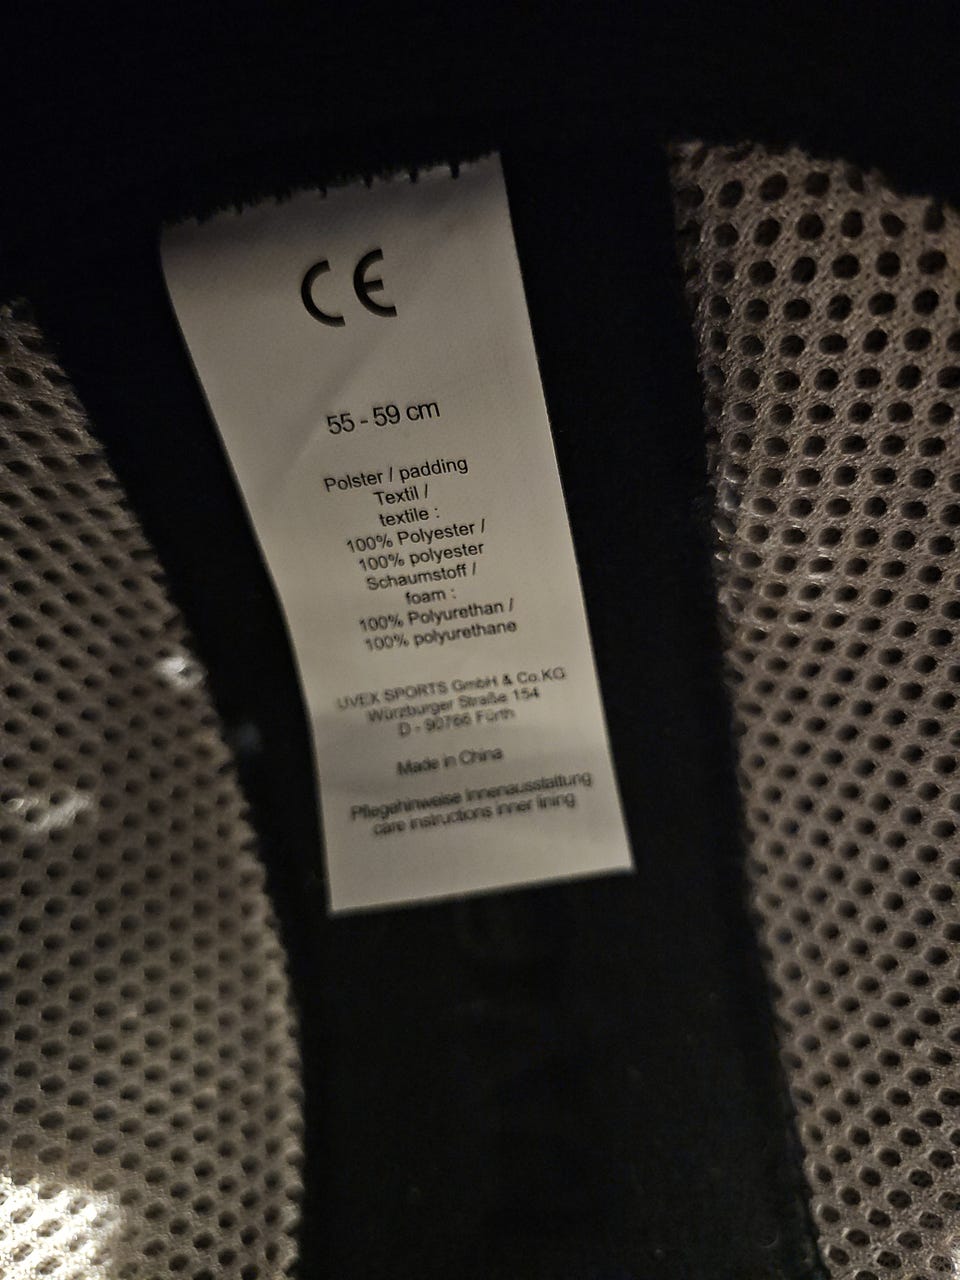 CE
55 - 59 cm
Polster / padding
Textil /
textile :
100% Polyester /
100% polyester
Schaumstoff /
foam :
100% Polyurethan /
100% polyurethane
UVEX SPORTS GmbH & Co.KG
Würzburger Straße 154
D - 90766 Fürth
Made in China
Pflegehinweise Innenausstattung
care instructions inner lining